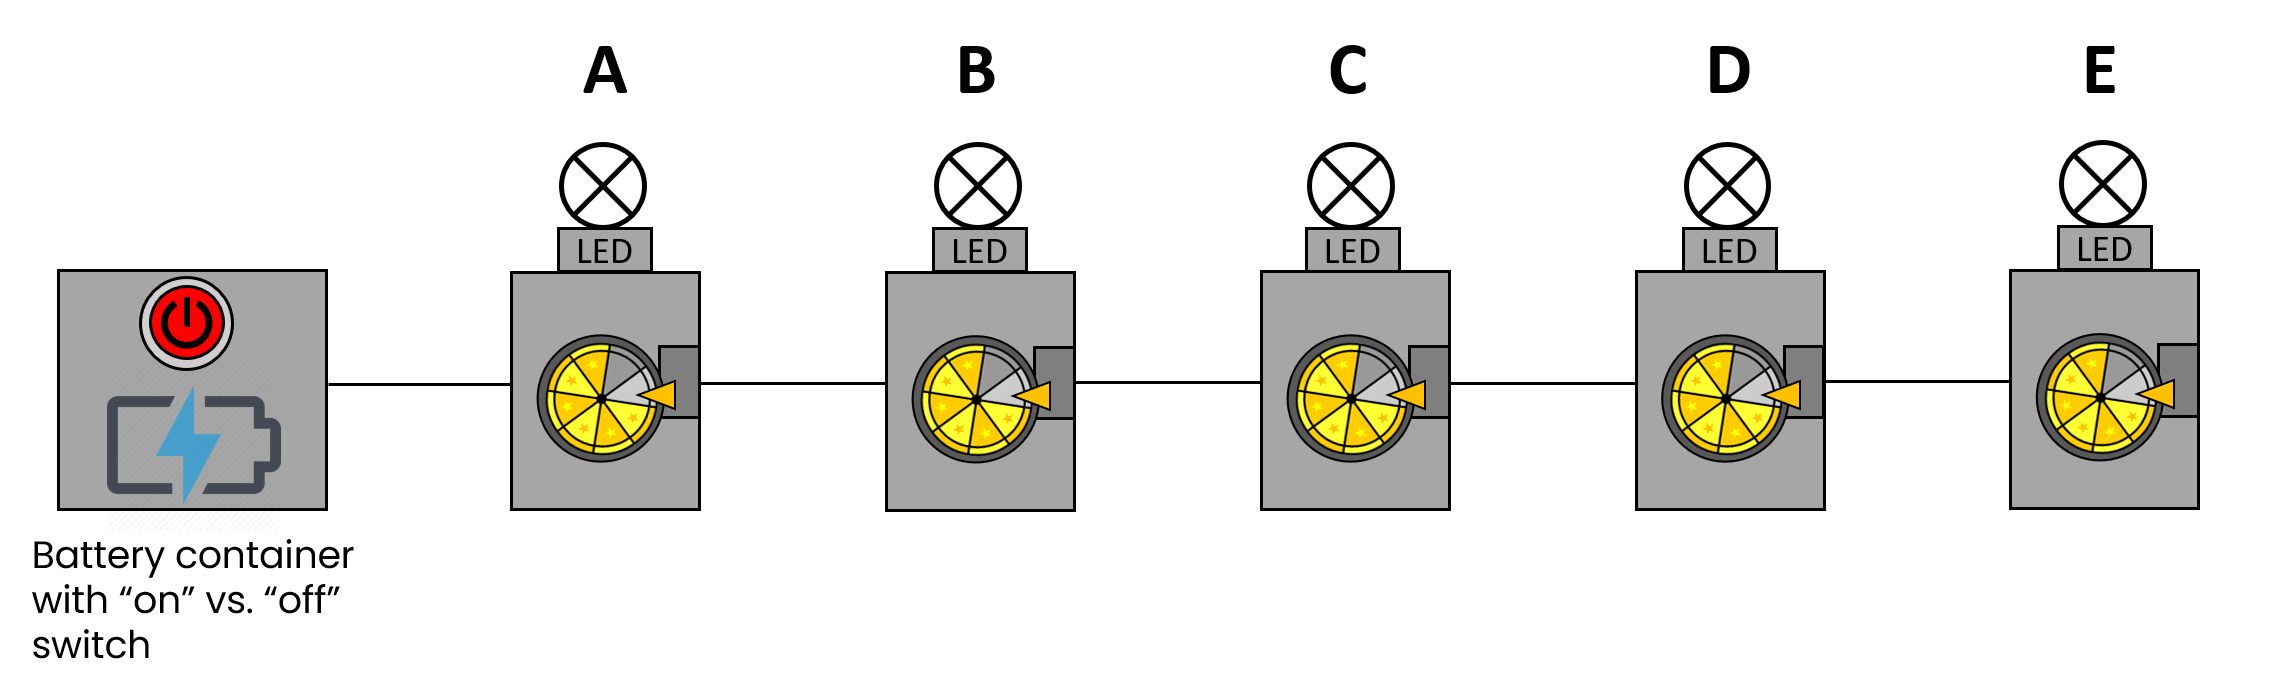 A B C D E
LED LED LED LED LED
Battery container
with “on” vs. “off”
switch